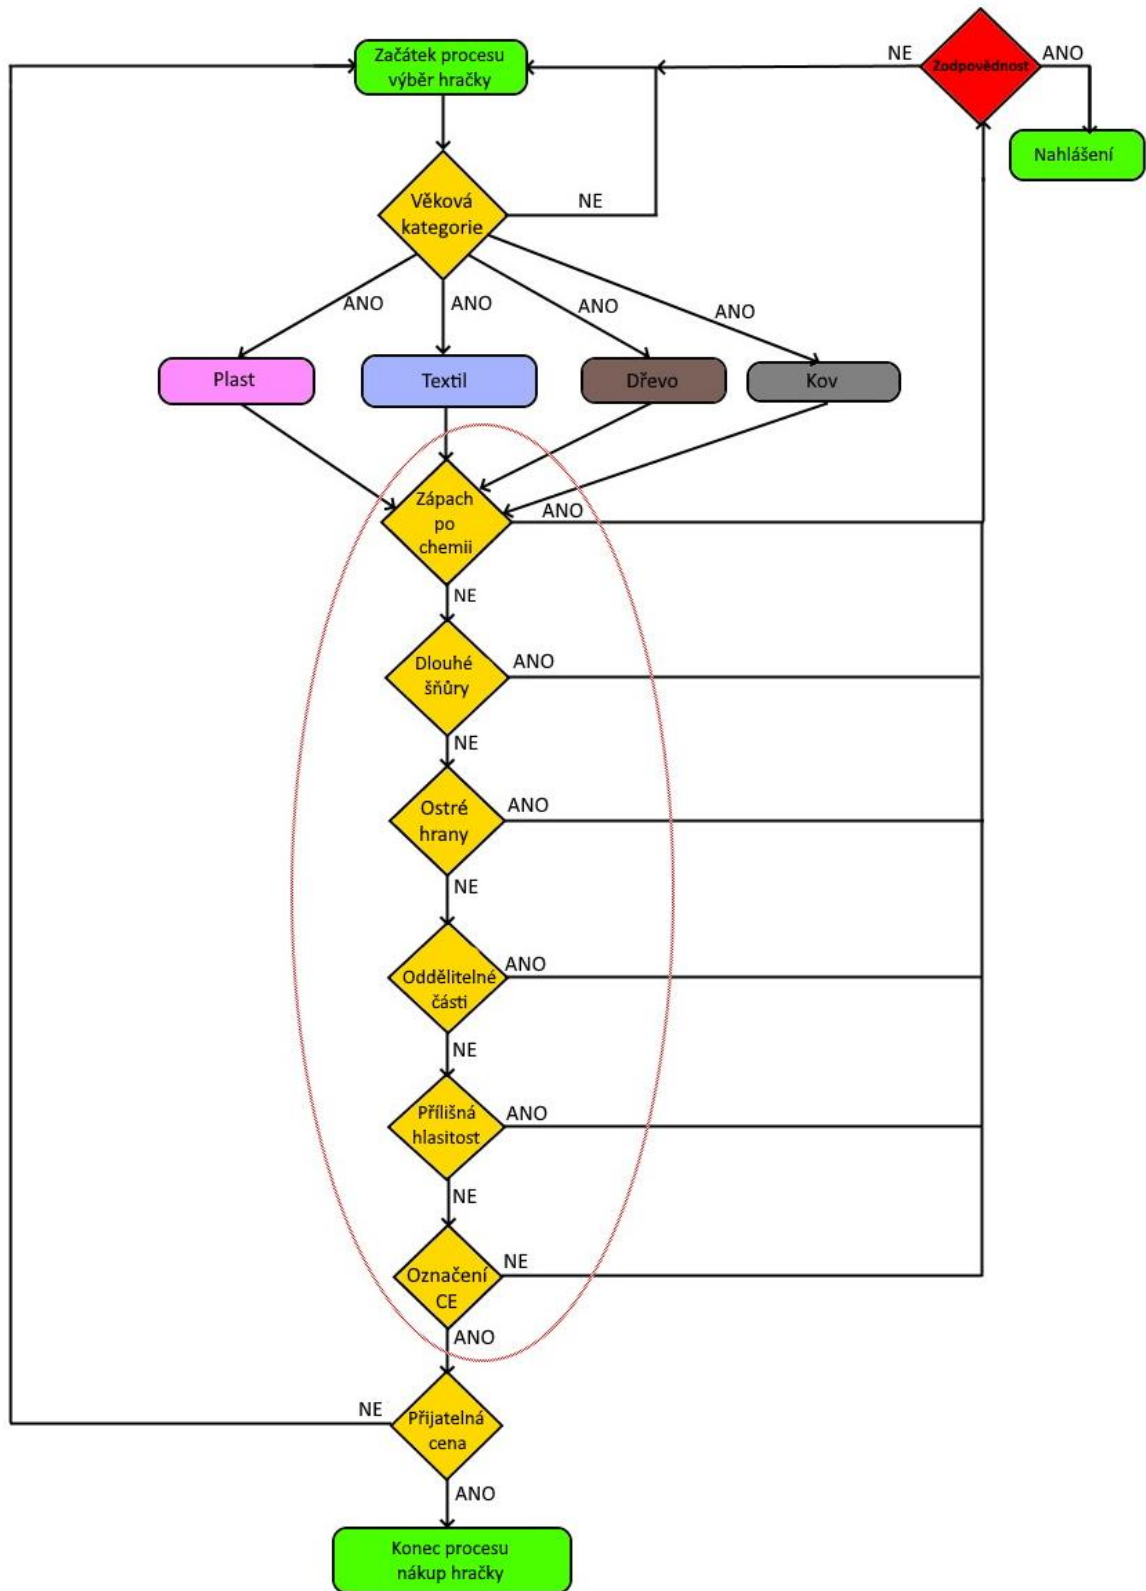 Začátek procesu
výběr hračky
NE
Zodpovědnost
ANO
Nahlášení
Věková
kategorie
NE
ANO
ANO
ANO
ANO
Plast
Textil
Dřevo
Kov
Zápach
po
chemii
ANO
NE
Dlouhé
šňůry
ANO
NE
Ostré
hrany
ANO
NE
Oddělitelné
části
ANO
NE
Přílišná
hlasitost
ANO
NE
Označení
CE
NE
ANO
NE
Přijatelná
cena
ANO
Konec procesu
nákup hračky